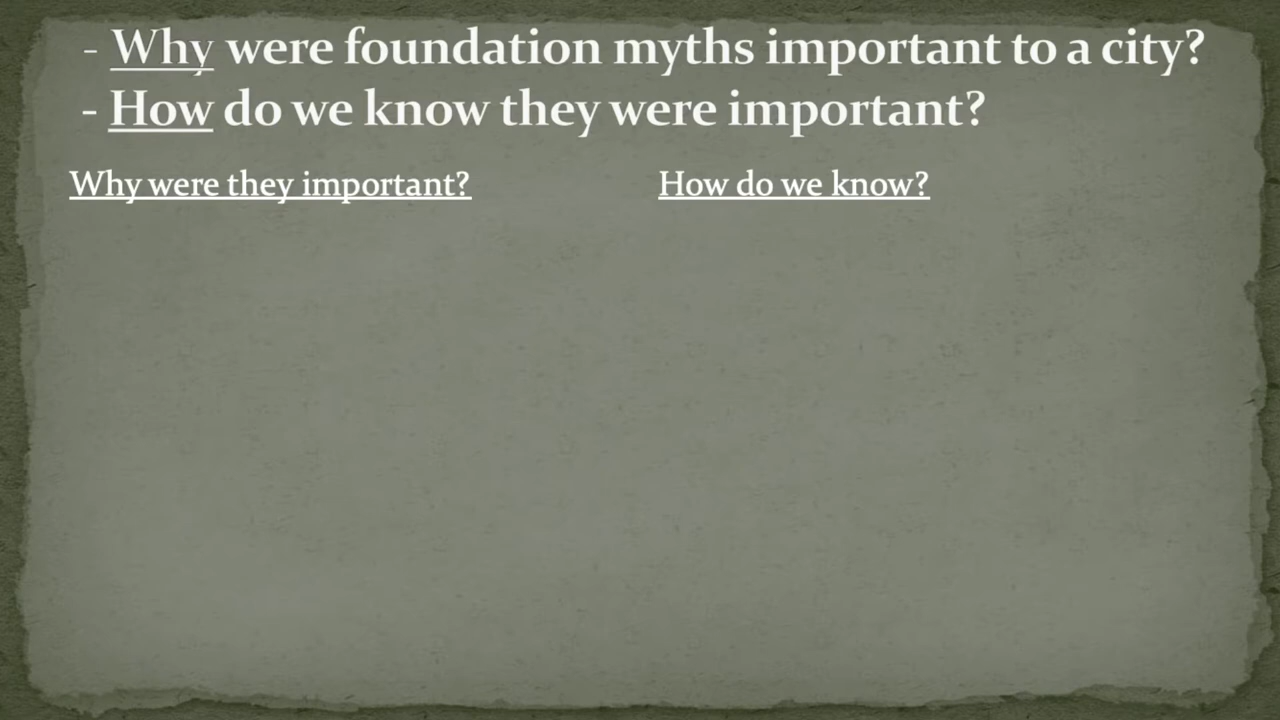 - Why were foundation myths important to a city?
- How do we know they were important?
Why were they important?
How do we know?